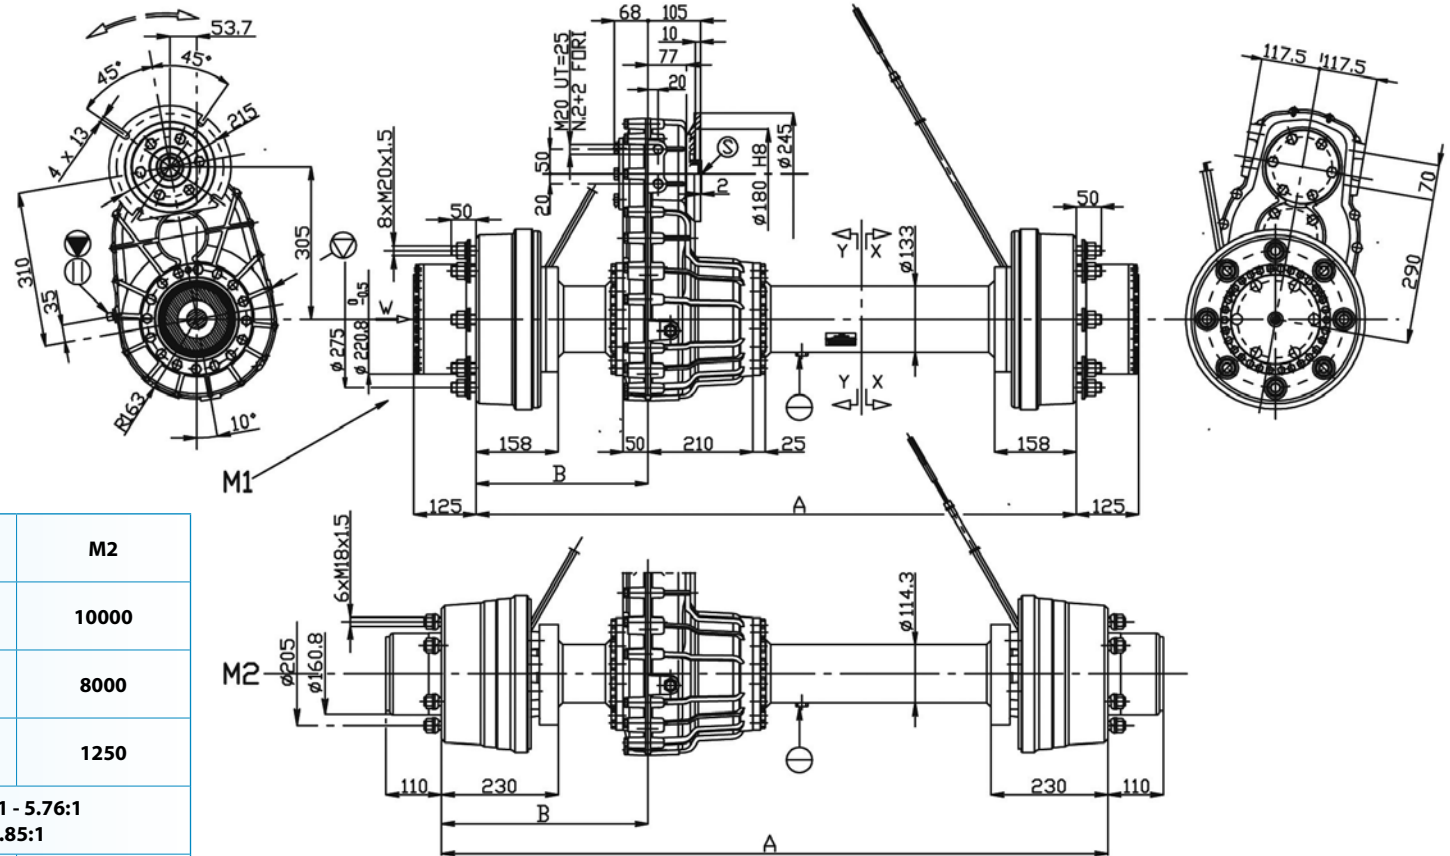 53.7
45°
45°
215
4 x 13
310
35
305
R163
10°
8xM20x1.5
50
ø 275
ø 220.8 0 -0.5
W
M1
68
105
10
77
20
M20 UT=25
N.2+2 FORI
50
20
S
2
ø180 H8
ø245
Y
X
ø133
Y
X
50
158
50
210
25
158
B
A
125
125
117.5
117.5
70
290
M2
10000
8000
1250
1 - 5.76:1
.85:1
6xM18x1.5
ø205
ø160.8
M2
ø114.3
110
230
230
110
B
A